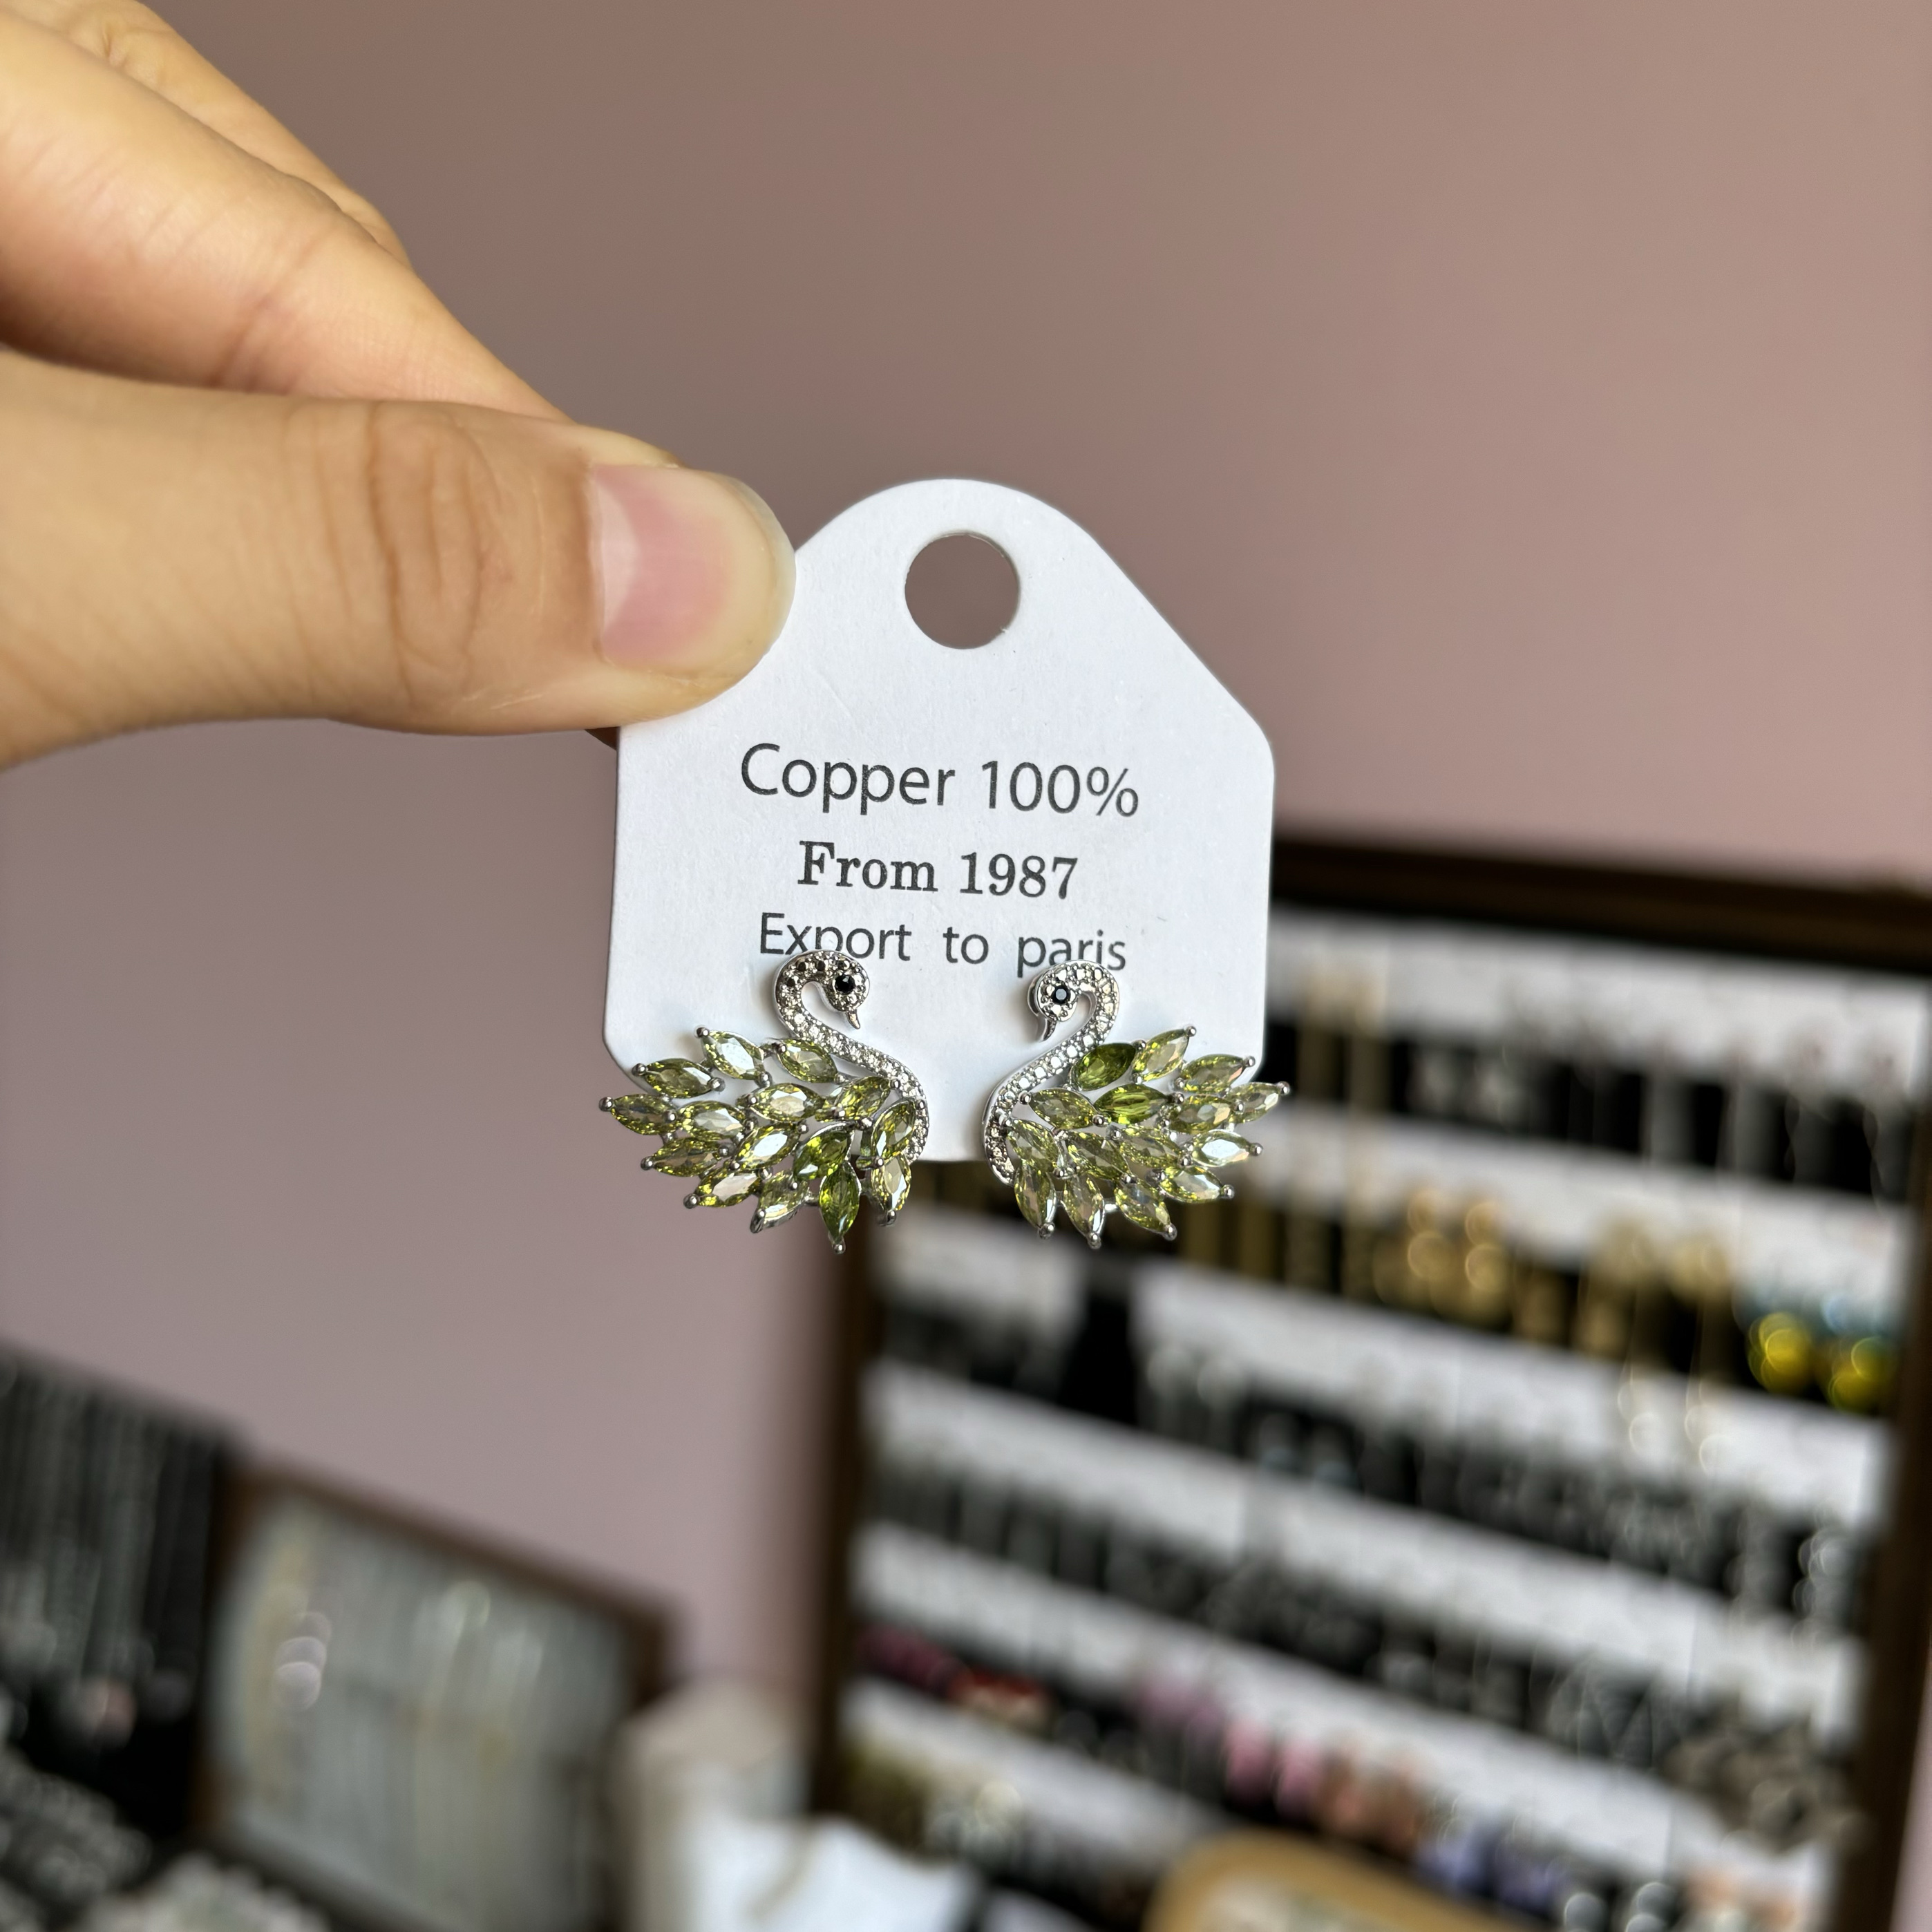 Copper 100%
From 1987
Export to paris